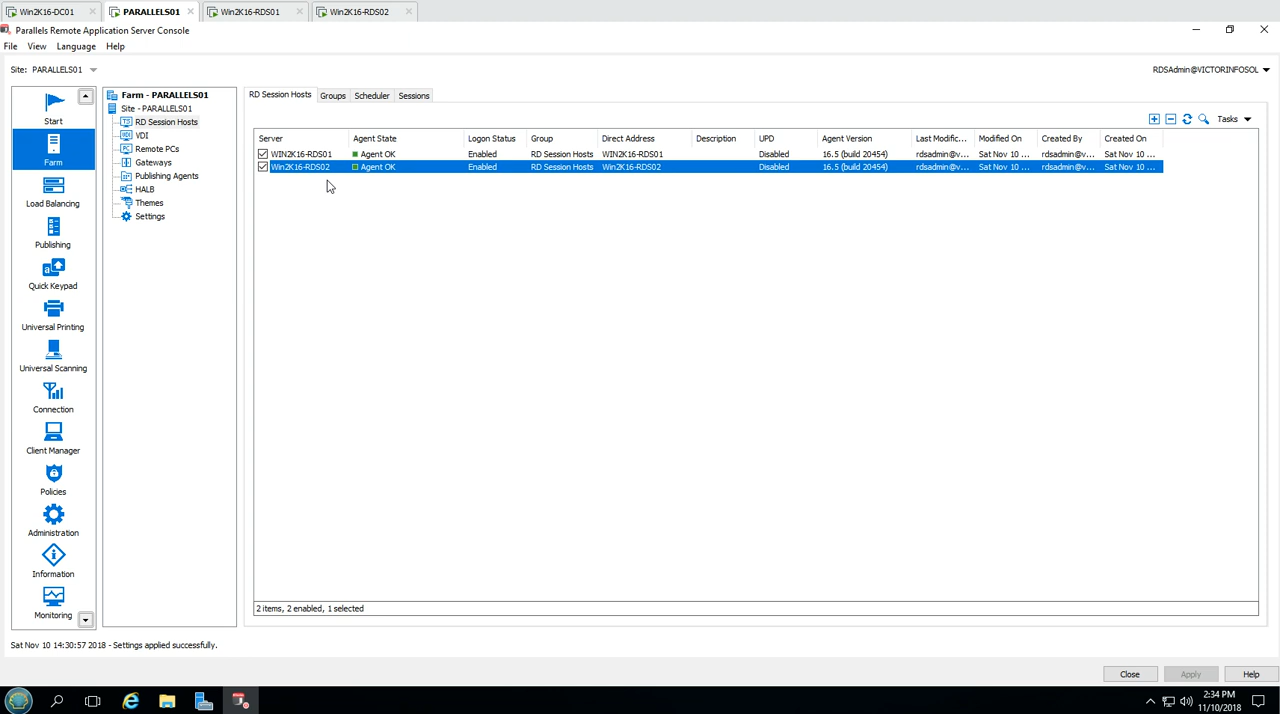 Win2K16-DC01
PARALLELS01
Win2K16-RDS01
Win2K16-RDS02
Parallels Remote Application Server Console
File View Language Help
Site: PARALLELS01
RDSAdmin@VICTORINFOSOL
Start
Farm
Load Balancing
Publishing
Quick Keypad
Universal Printing
Universal Scanning
Connection
Client Manager
Policies
Administration
Information
Monitoring
Farm - PARALLELS01
Site - PARALLELS01
RD Session Hosts
VDI
Remote PCs
Gateways
Publishing Agents
HALB
Themes
Settings
RD Session Hosts Groups Scheduler Sessions
Tasks
Server Agent State Logon Status Group Direct Address Description UPD Agent Version Last Modific... Modified On Created By Created On
WIN2K16-RDS01 Agent OK Enabled RD Session Hosts WIN2K16-RDS01 Disabled 16.5 (build 20454) rdsadmin@v... Sat Nov 10 ... rdsadmin@v... Sat Nov 10 ...
Win2K16-RDS02 Agent OK Enabled RD Session Hosts Win2K16-RDS02 Disabled 16.5 (build 20454) rdsadmin@v... Sat Nov 10 ... rdsadmin@v... Sat Nov 10 ...
2 items, 2 enabled, 1 selected
Sat Nov 10 14:30:57 2018 - Settings applied successfully.
Close Apply Help
2:34 PM
11/10/2018